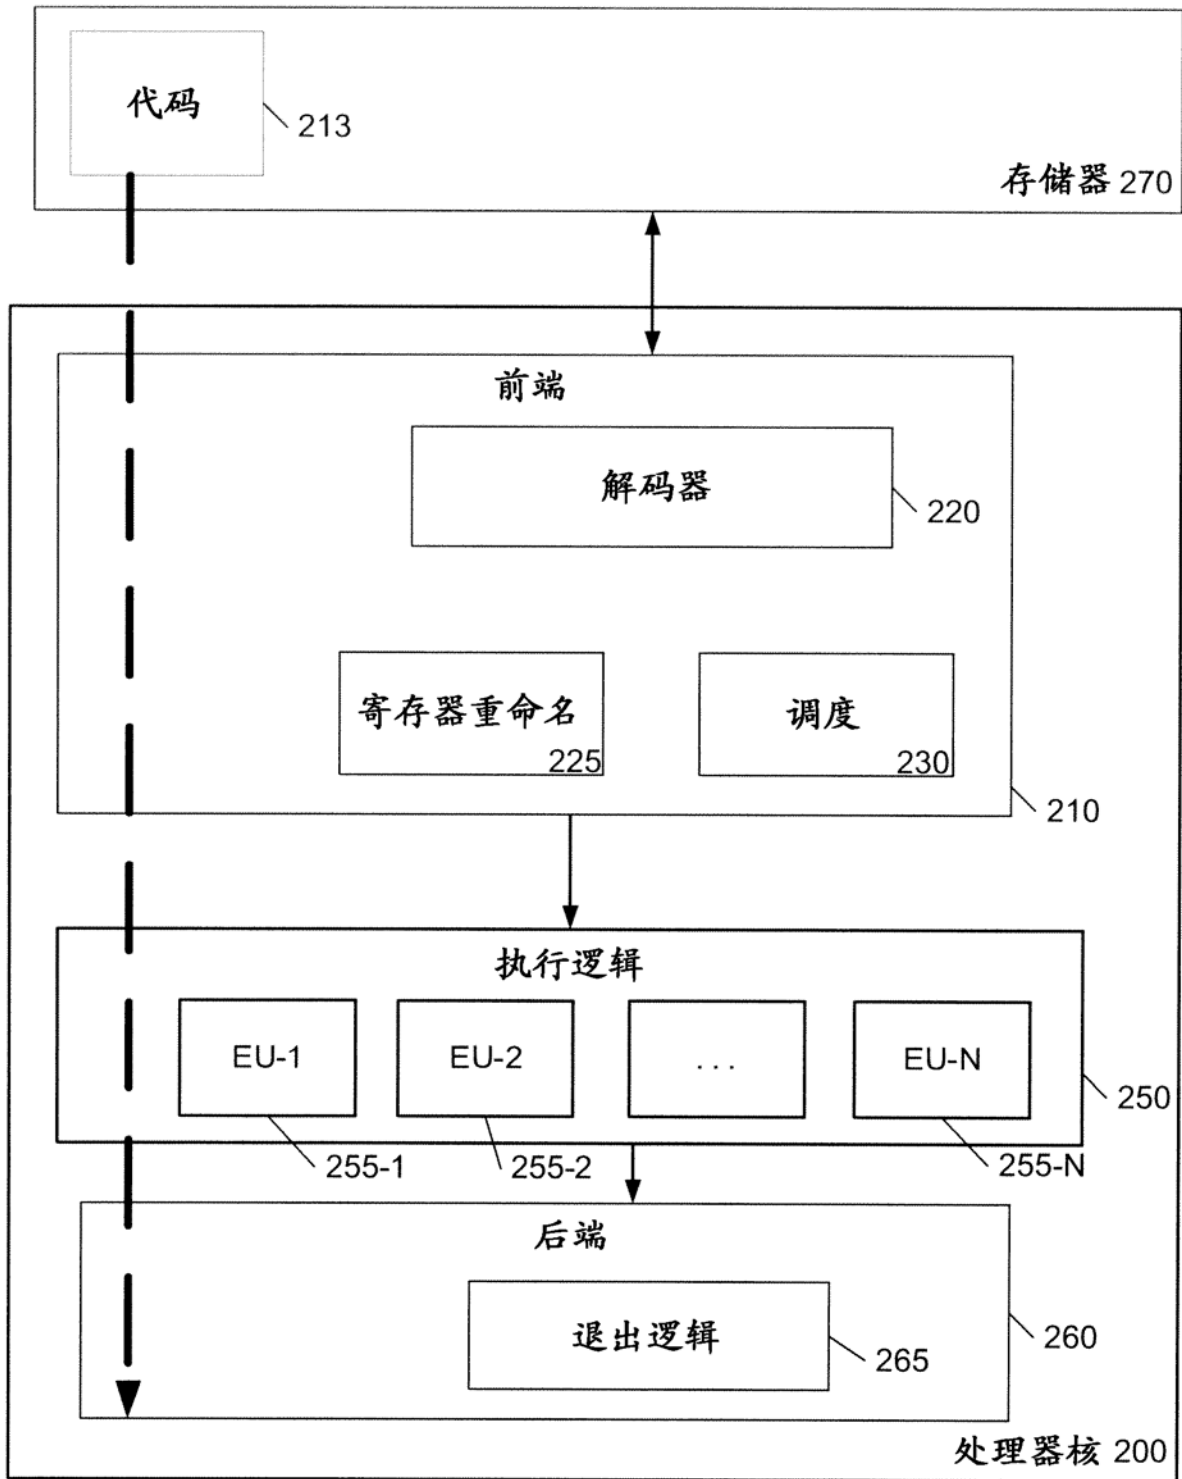 代码
213
存储器 270
前端
解码器
220
寄存器重命名
225
调度
230
210
执行逻辑
EU-1
EU-2
...
EU-N
250
255-1
255-2
255-N
后端
退出逻辑
265
260
处理器核 200